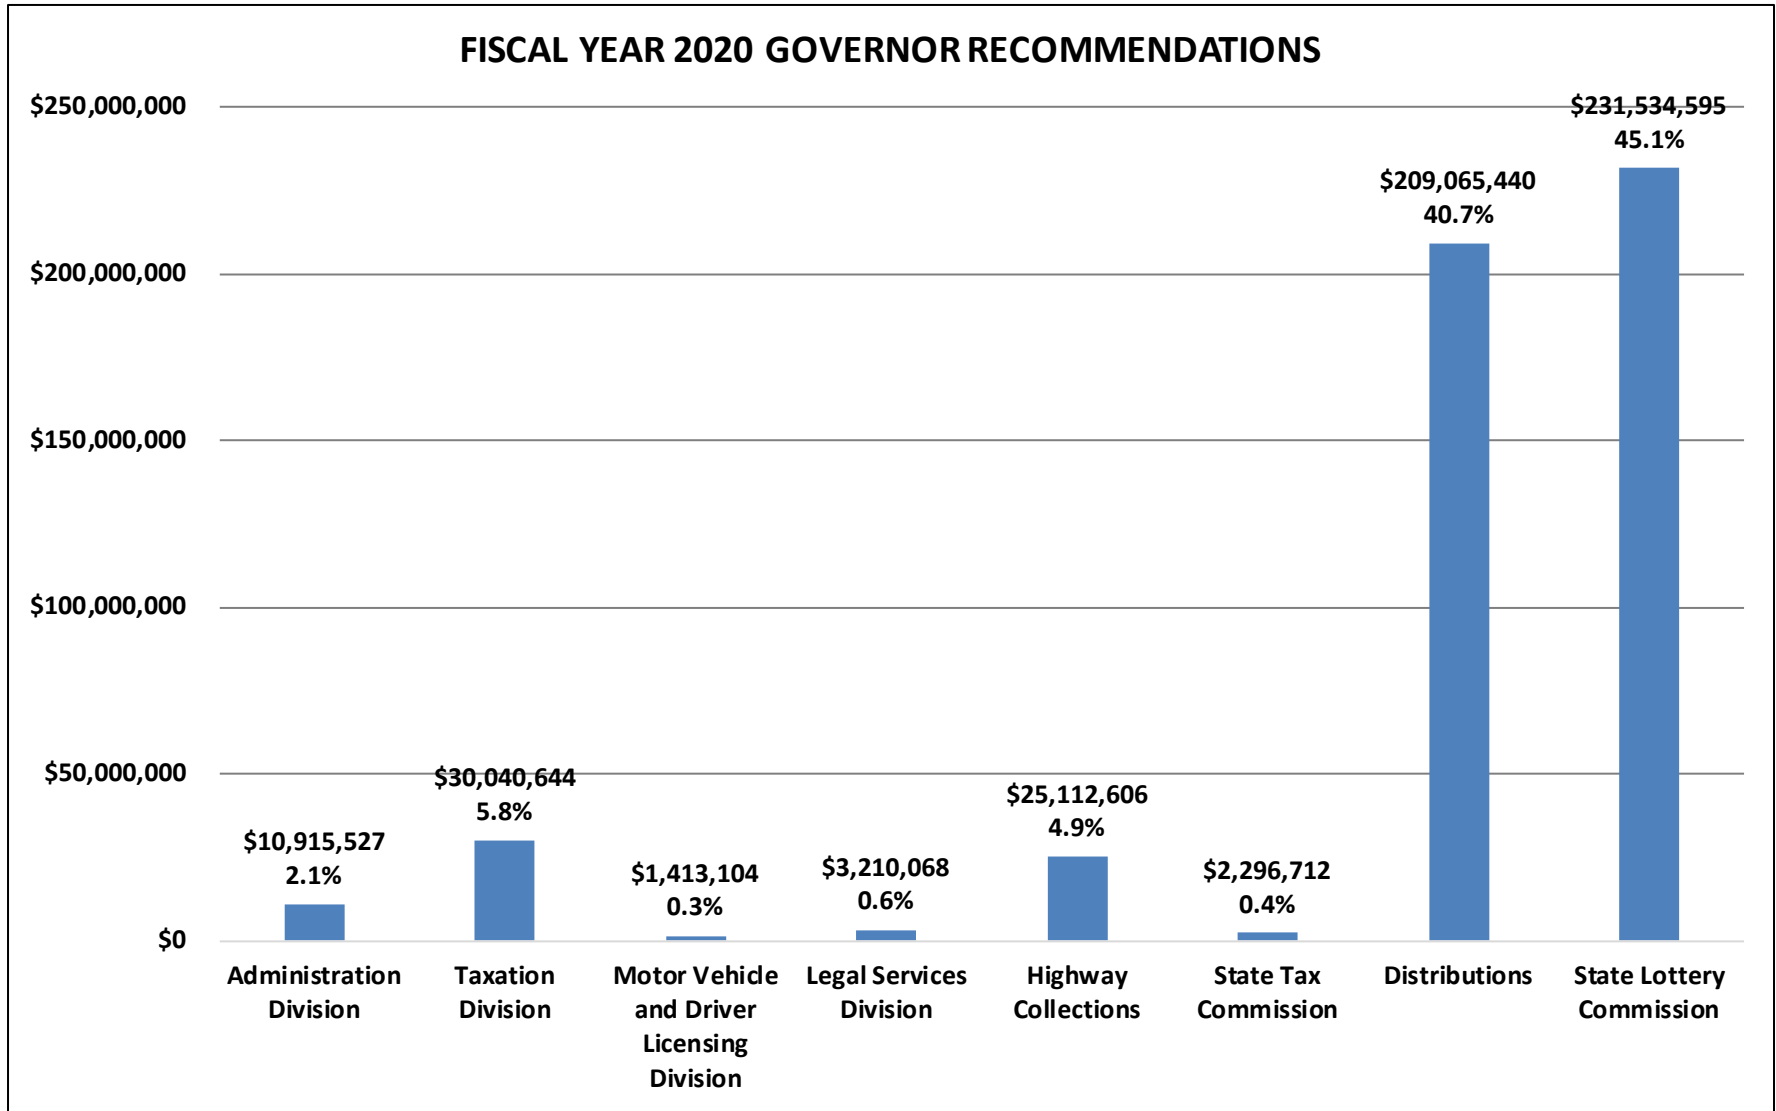 FISCAL YEAR 2020 GOVERNOR RECOMMENDATIONS
$250,000,000
$200,000,000
$150,000,000
$100,000,000
$50,000,000
$0
$10,915,527
2.1%
$30,040,644
5.8%
$1,413,104
0.3%
$3,210,068
0.6%
$25,112,606
4.9%
$2,296,712
0.4%
$209,065,440
40.7%
$231,534,595
45.1%
Administration
Division
Taxation
Division
Motor Vehicle
and Driver
Licensing
Division
Legal Services
Division
Highway
Collections
State Tax
Commission
Distributions
State Lottery
Commission